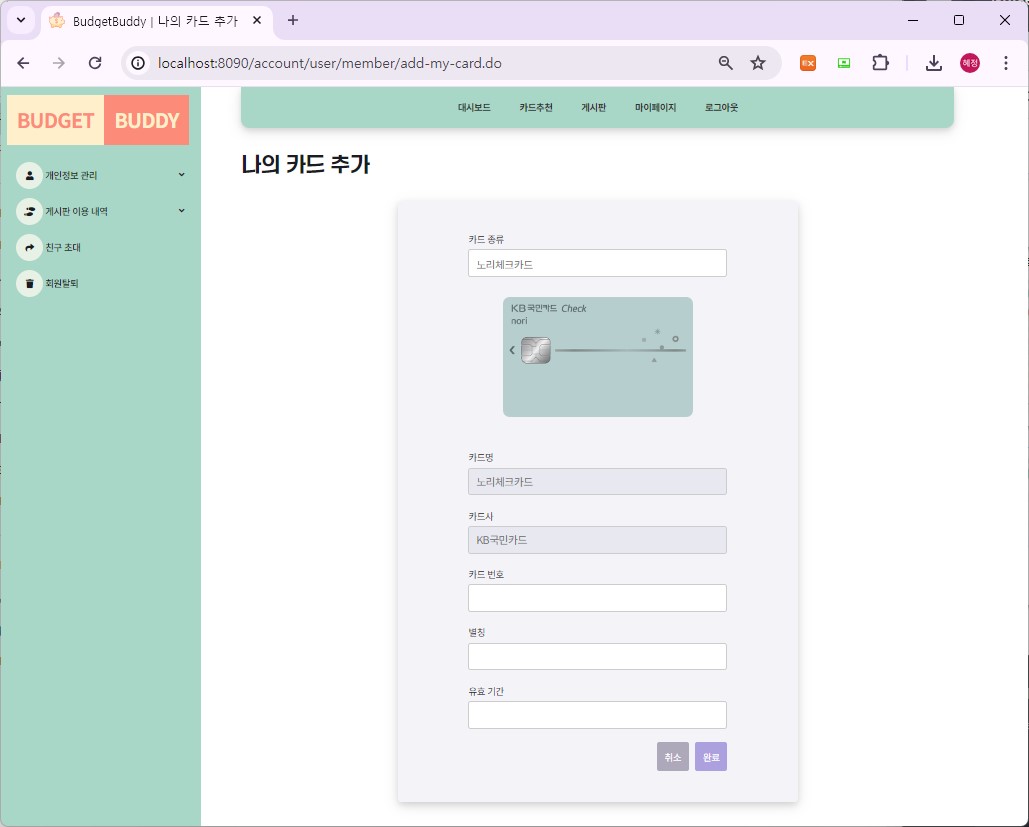 BudgetBuddy | 나의 카드 추가
localhost:8090/account/user/member/add-my-card.do
혜정
BUDGET BUDDY
개인정보 관리
게시판 이용 내역
친구 초대
회원탈퇴
대시보드 카드추천 게시판 마이페이지 로그아웃
나의 카드 추가
카드 종류
노리체크카드
KB국민카드 Check
nori
카드명
노리체크카드
카드사
KB국민카드
카드 번호
별칭
유효 기간
취소 완료